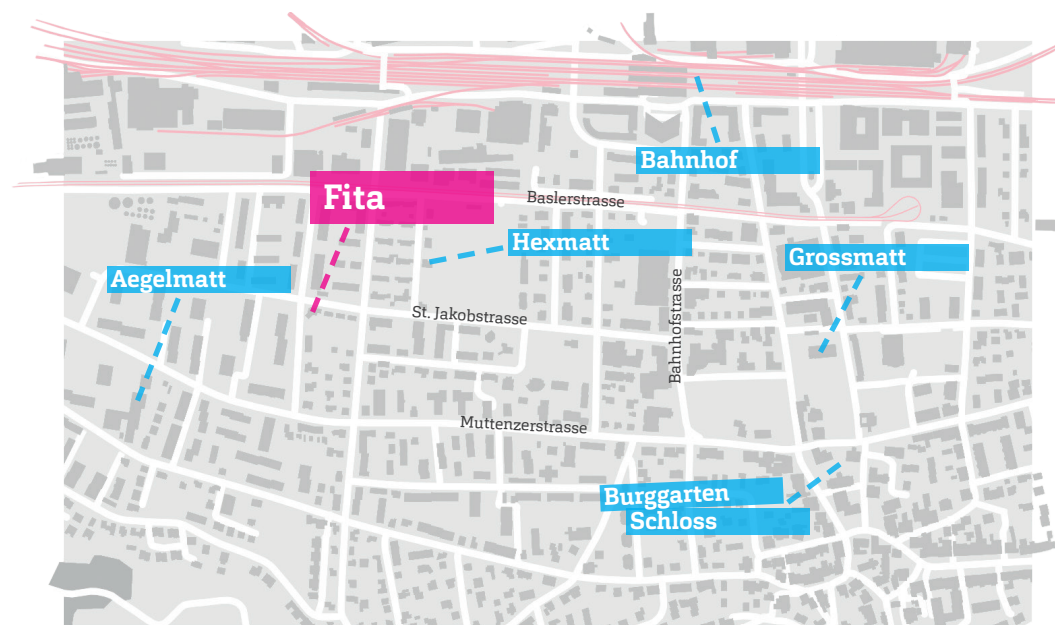 Bahnhof
Fita
Baslerstrasse
Hexmatt
Grossmatt
Aegelmatt
St. Jakobstrasse
Bahnhofstrasse
Muttenzerstrasse
Burggarten
Schloss